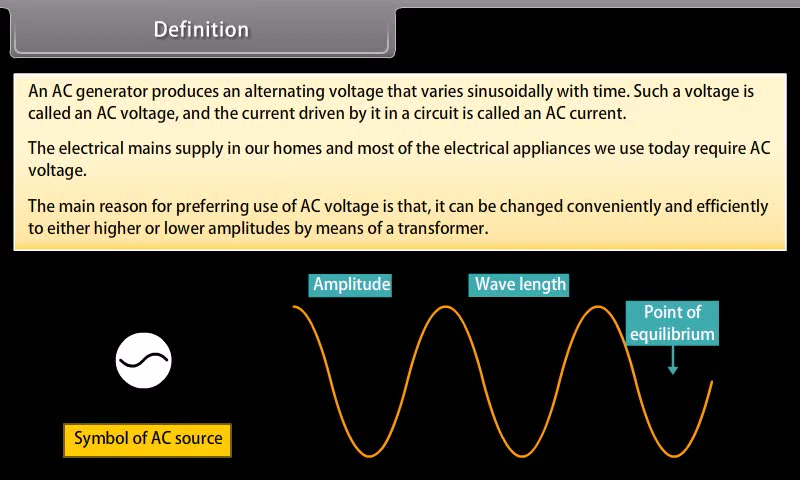 Definition
An AC generator produces an alternating voltage that varies sinusoidally with time. Such a voltage is
called an AC voltage, and the current driven by it in a circuit is called an AC current.
The electrical mains supply in our homes and most of the electrical appliances we use today require AC
voltage.
The main reason for preferring use of AC voltage is that, it can be changed conveniently and efficiently
to either higher or lower amplitudes by means of a transformer.
Amplitude
Wave length
Point of
equilibrium
Symbol of AC source